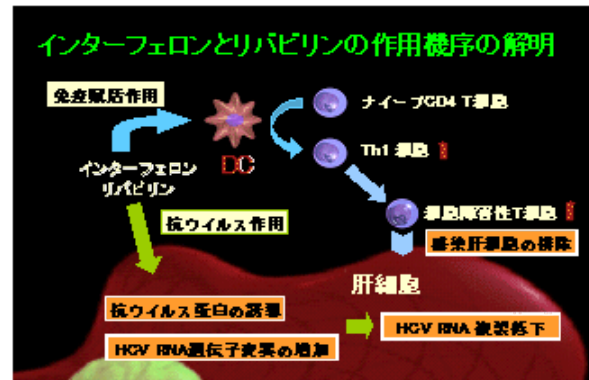 インターフェロンとリバビリンの作用機序の解明
免疫賦活作用
ナイーブCD4 T細胞
DC
Th1 細胞
インターフェロン
リバビリン
細胞障害性T細胞
抗ウイルス作用
感染肝細胞の排除
肝細胞
抗ウイルス蛋白の誘導
HCV RNA 複製低下
HCV RNA遺伝子変異の増加